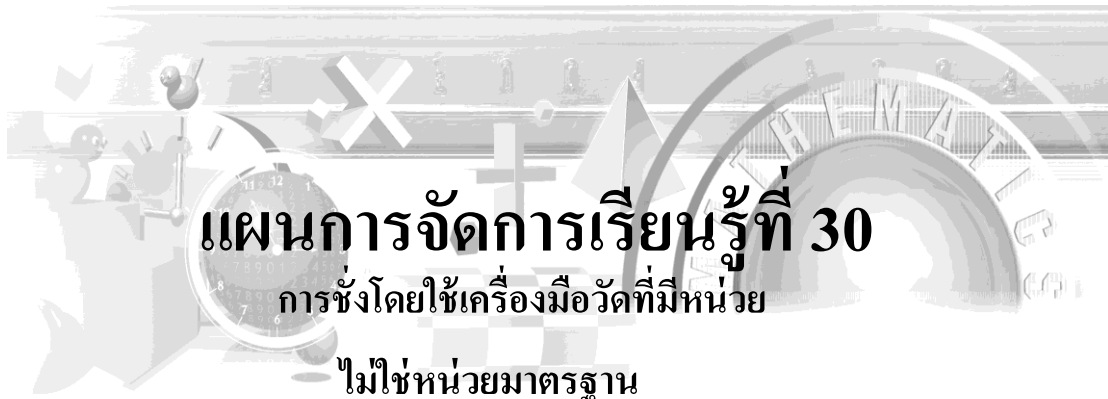 แผนการจัดการเรียนรู้ที่ 30
การชั่งโดยใช้เครื่องมือวัดที่มีหน่วย
ไม่ใช่หน่วยมาตรฐาน
MATHEMATICS